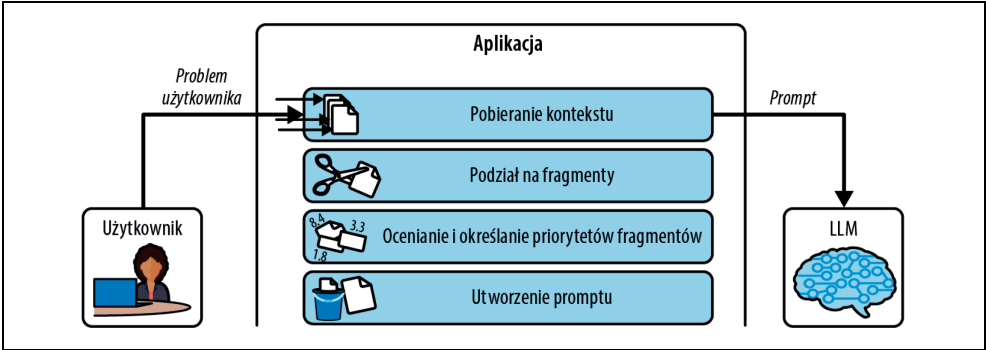 Aplikacja
Problem
użytkownika
Prompt
Pobieranie kontekstu
Podział na fragmenty
Użytkownik
8.4
3.3
1.8
Ocenianie i określanie priorytetów fragmentów
LLM
Utworzenie promptu